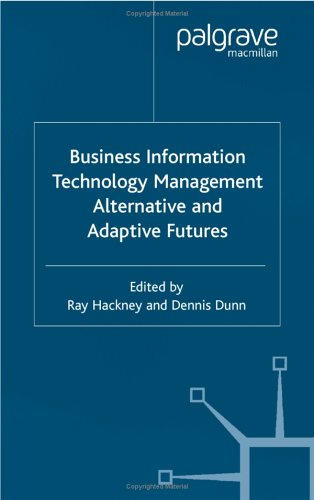 palgrave
macmillan
Business Information
Technology Management
Alternative and
Adaptive Futures
Edited by
Ray Hackney and Dennis Dunn
Copyrighted Material
Copyrighted Material